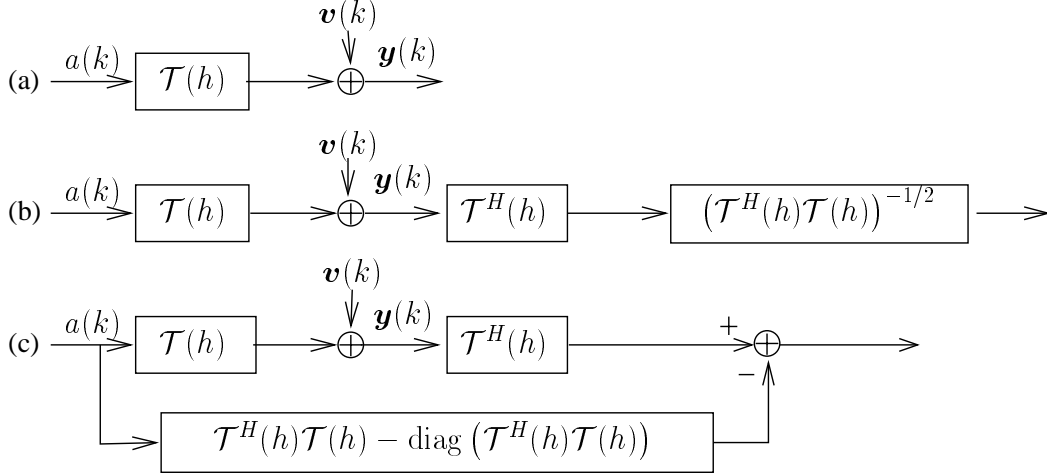 𝒗(k)
(a) a(k) 𝒯(h) ⊕ 𝒚(k)
𝒗(k)
(b) a(k) 𝒯(h) ⊕ 𝒚(k) 𝒯^H(h) (𝒯^H(h)𝒯(h))^{-1/2}
𝒗(k)
(c) a(k) 𝒯(h) ⊕ 𝒚(k) 𝒯^H(h) + ⊕
−
𝒯^H(h)𝒯(h) − diag (𝒯^H(h)𝒯(h))